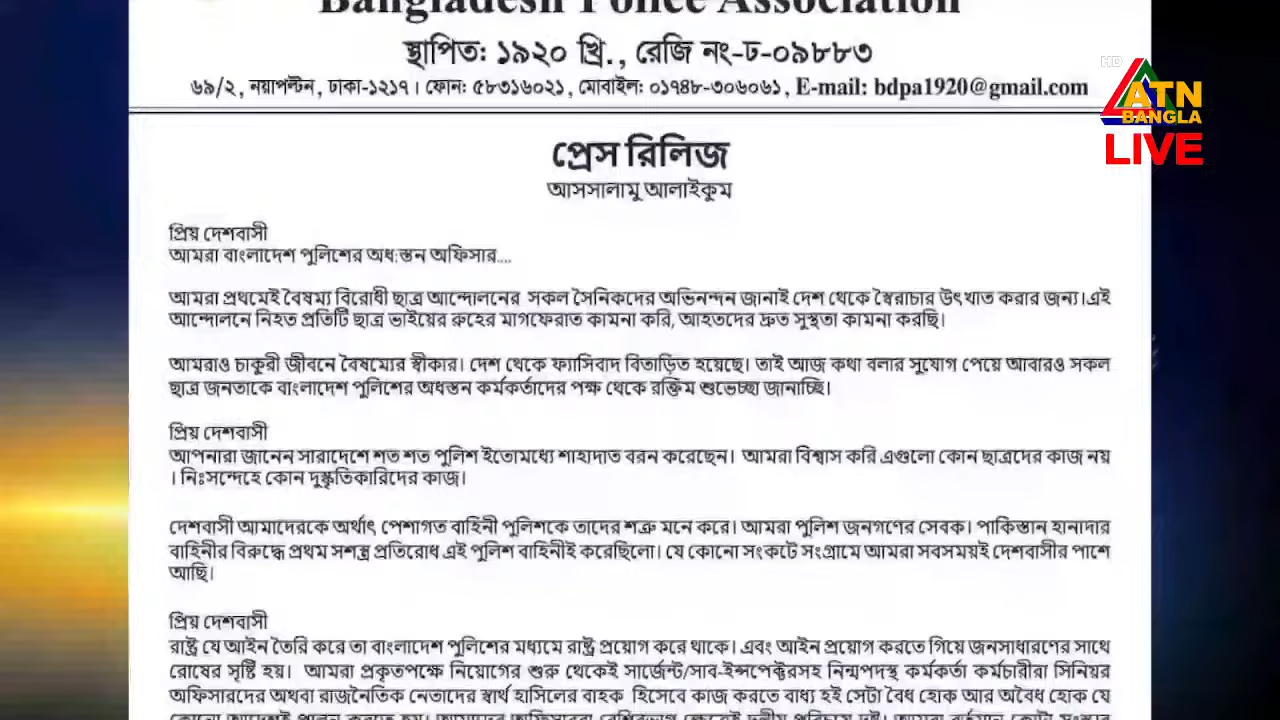 Bangladesh Police Association
স্থাপিত: ১৯২০ খ্রি., রেজি নং-ঢ-০৯৮৮৩
৬৯/২, নয়াপল্টন, ঢাকা-১২১৭। ফোন: ৫৮৩১৬০২১, মোবাইল: ০১৭৪৮-৩০৬০৬১, E-mail: bdpa1920@gmail.com
HD
ATN
BANGLA
LIVE
প্রেস রিলিজ
আসসালামু আলাইকুম
প্রিয় দেশবাসী
আমরা বাংলাদেশ পুলিশের অধ:স্তন অফিসার....
আমরা প্রথমেই বৈষম্য বিরোধী ছাত্র আন্দোলনের সকল সৈনিকদের অভিনন্দন জানাই দেশ থেকে স্বৈরাচার উৎখাত করার জন্য।এই
আন্দোলনে নিহত প্রতিটি ছাত্র ভাইয়ের রুহের মাগফেরাত কামনা করি, আহতদের দ্রুত সুস্থতা কামনা করছি।
আমরাও চাকুরী জীবনে বৈষম্যের স্বীকার। দেশ থেকে ফ্যাসিবাদ বিতাড়িত হয়েছে। তাই আজ কথা বলার সুযোগ পেয়ে আবারও সকল
ছাত্র জনতাকে বাংলাদেশ পুলিশের অধস্তন কর্মকর্তাদের পক্ষ থেকে রক্তিম শুভেচ্ছা জানাচ্ছি।
প্রিয় দেশবাসী
আপনারা জানেন সারাদেশে শত শত পুলিশ ইতোমধ্যে শাহাদাত বরন করেছেন। আমরা বিশ্বাস করি এগুলো কোন ছাত্রদের কাজ নয়
। নিঃসন্দেহে কোন দুস্কৃতিকারিদের কাজ।
দেশবাসী আমাদেরকে অর্থাৎ পেশাগত বাহিনী পুলিশকে তাদের শত্রু মনে করে। আমরা পুলিশ জনগণের সেবক। পাকিস্তান হানাদার
বাহিনীর বিরুদ্ধে প্রথম সশস্ত্র প্রতিরোধ এই পুলিশ বাহিনীই করেছিলো। যে কোনো সংকটে সংগ্রামে আমরা সবসময়ই দেশবাসীর পাশে
আছি।
প্রিয় দেশবাসী
রাষ্ট্র যে আইন তৈরি করে তা বাংলাদেশ পুলিশের মধ্যমে রাষ্ট্র প্রয়োগ করে থাকে। এবং আইন প্রয়োগ করতে গিয়ে জনসাধারণের সাথে
রোষের সৃষ্টি হয়। আমরা প্রকৃতপক্ষে নিয়োগের শুরু থেকেই সার্জেন্ট/সাব-ইন্সপেক্টরসহ নিন্মপদস্থ কর্মকর্তা কর্মচারীরা সিনিয়র
অফিসারদের অথবা রাজনৈতিক নেতাদের স্বার্থ হাসিলের বাহক হিসেবে কাজ করতে বাধ্য হই সেটা বৈধ হোক আর অবৈধ হোক যে